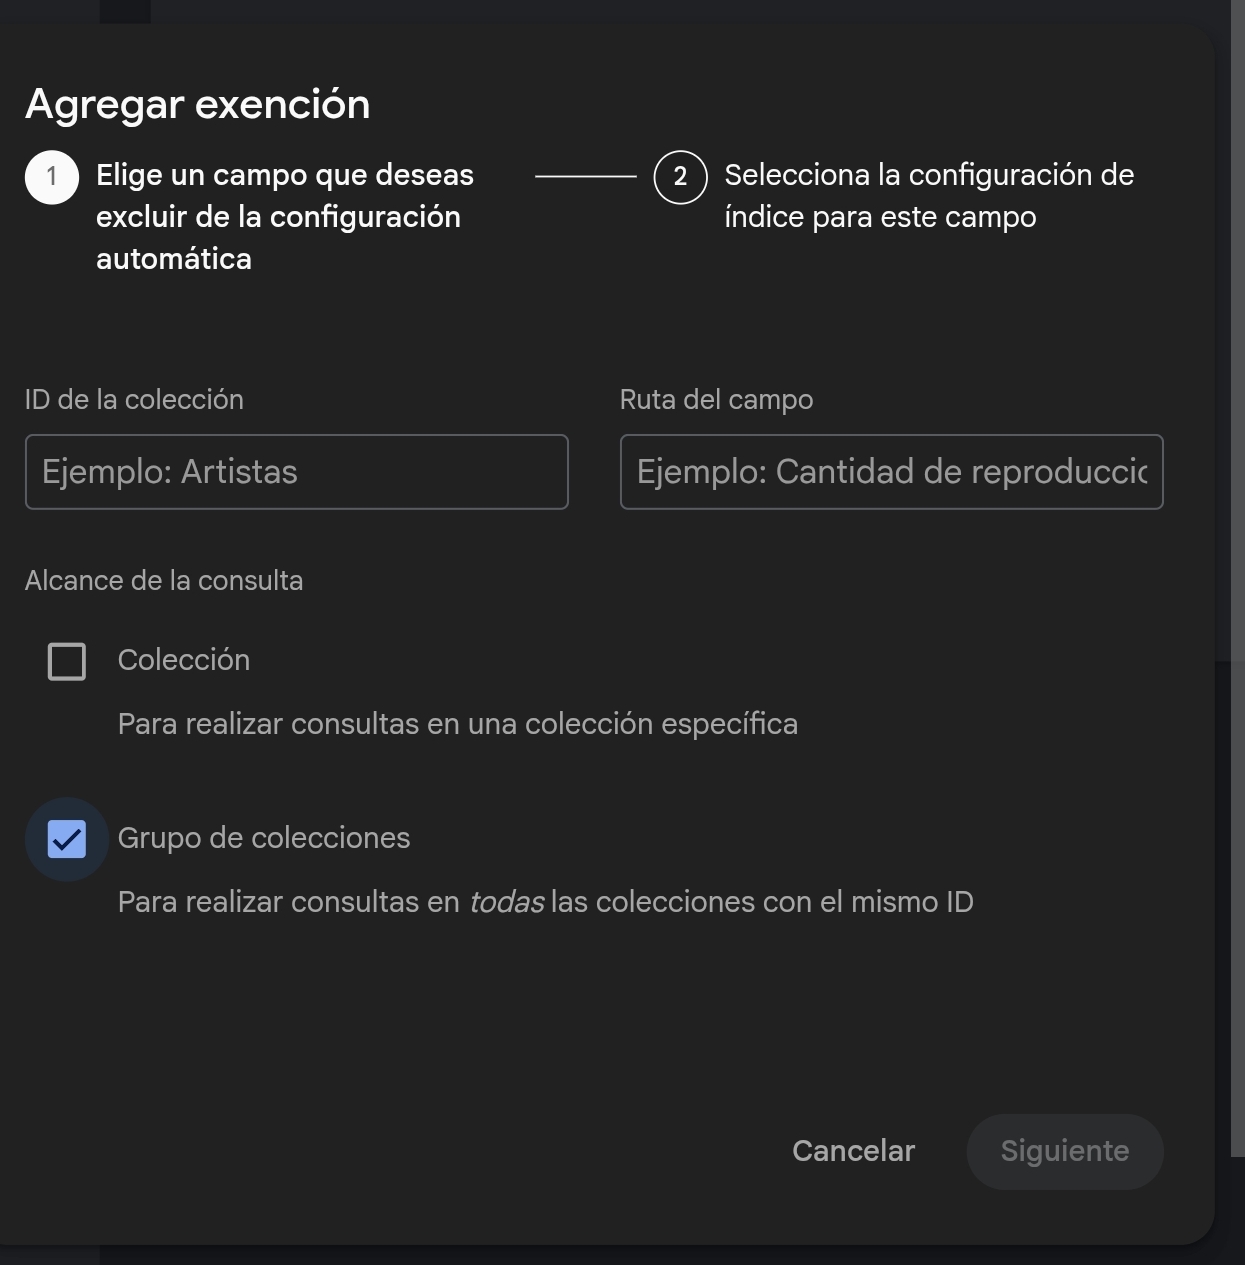 Agregar exención
1
Elige un campo que deseas
excluir de la configuración
automática
2
Selecciona la configuración de
índice para este campo
ID de la colección
Ejemplo: Artistas
Ruta del campo
Ejemplo: Cantidad de reproducci
Alcance de la consulta
Colección
Para realizar consultas en una colección específica
Grupo de colecciones
Para realizar consultas en todas las colecciones con el mismo ID
Cancelar
Siguiente